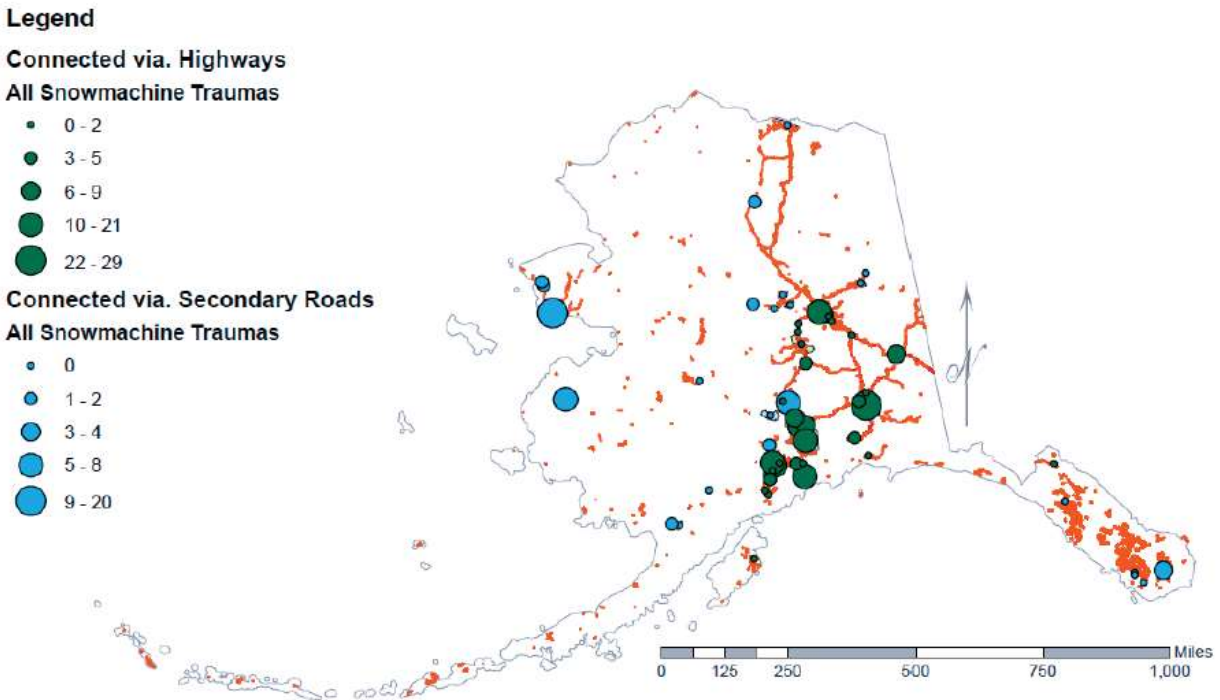 Legend
Connected via. Highways
All Snowmachine Traumas
0 - 2
3 - 5
6 - 9
10 - 21
22 - 29
Connected via. Secondary Roads
All Snowmachine Traumas
0
1 - 2
3 - 4
5 - 8
9 - 20
N
Miles
0 125 250 500 750 1,000